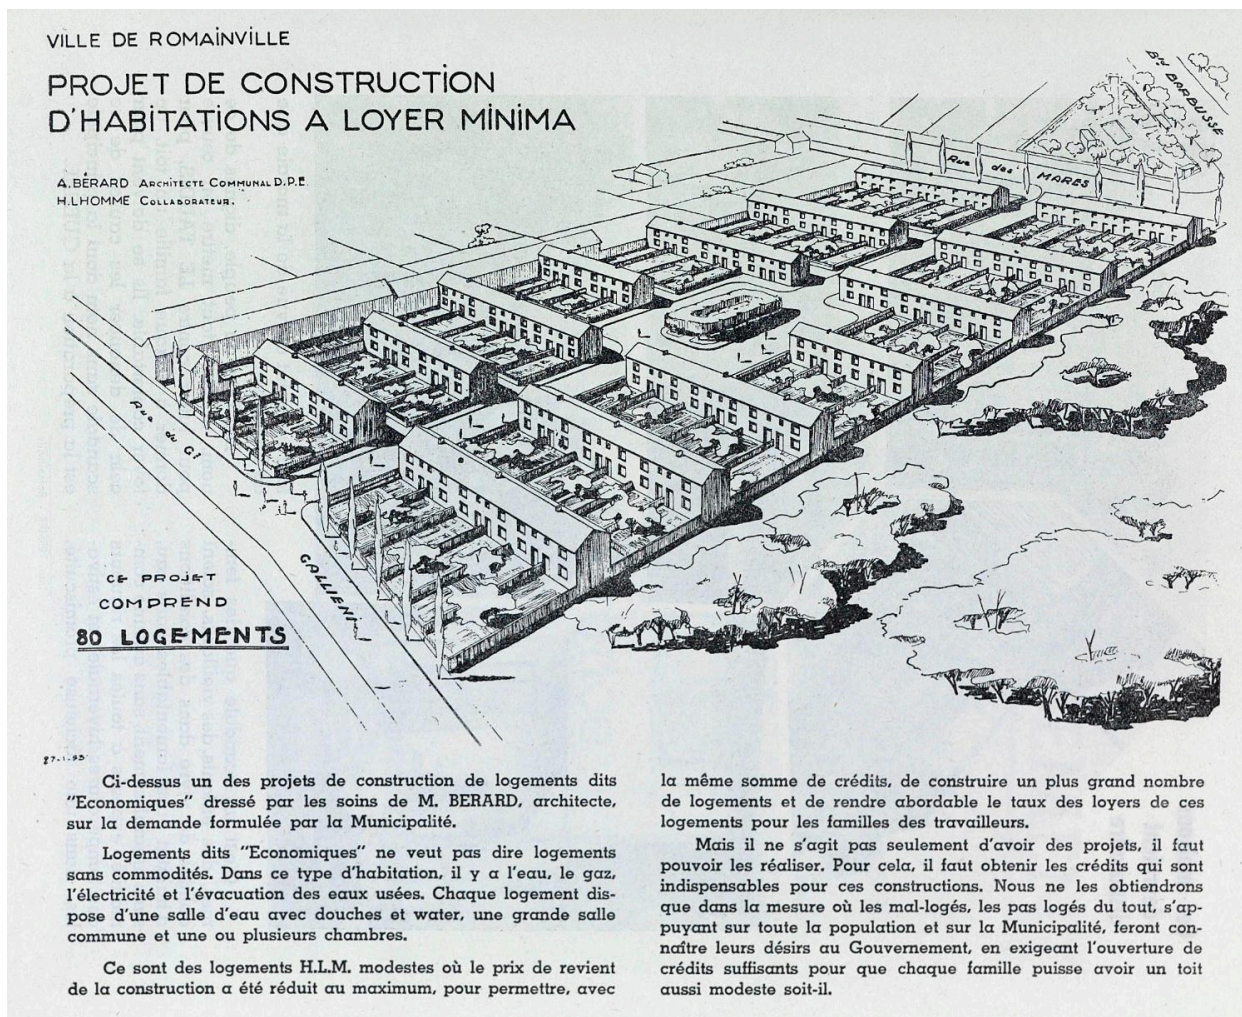 VILLE DE ROMAINVILLE
PROJET DE CONSTRUCTION
D'HABITATIONS A LOYER MINIMA
A. BÉRARD ARCHITECTE COMMUNAL D.P.E.
H. LHOMME COLLABORATEUR.
Bd BARBUSSE
Rue des MARES
Rue du Gl
GALLIENI
CE PROJET
COMPREND
80 LOGEMENTS
27-1-53
Ci-dessus un des projets de construction de logements dits
"Economiques" dressé par les soins de M. BERARD, architecte,
sur la demande formulée par la Municipalité.
Logements dits "Economiques" ne veut pas dire logements
sans commodités. Dans ce type d'habitation, il y a l'eau, le gaz,
l'électricité et l'évacuation des eaux usées. Chaque logement dis-
pose d'une salle d'eau avec douches et water, une grande salle
commune et une ou plusieurs chambres.
Ce sont des logements H.L.M. modestes où le prix de revient
de la construction a été réduit au maximum, pour permettre, avec
la même somme de crédits, de construire un plus grand nombre
de logements et de rendre abordable le taux des loyers de ces
logements pour les familles des travailleurs.
Mais il ne s'agit pas seulement d'avoir des projets, il faut
pouvoir les réaliser. Pour cela, il faut obtenir les crédits qui sont
indispensables pour ces constructions. Nous ne les obtiendrons
que dans la mesure où les mal-logés, les pas logés du tout, s'ap-
puyant sur toute la population et sur la Municipalité, feront con-
naître leurs désirs au Gouvernement, en exigeant l'ouverture de
crédits suffisants pour que chaque famille puisse avoir un toit
aussi modeste soit-il.